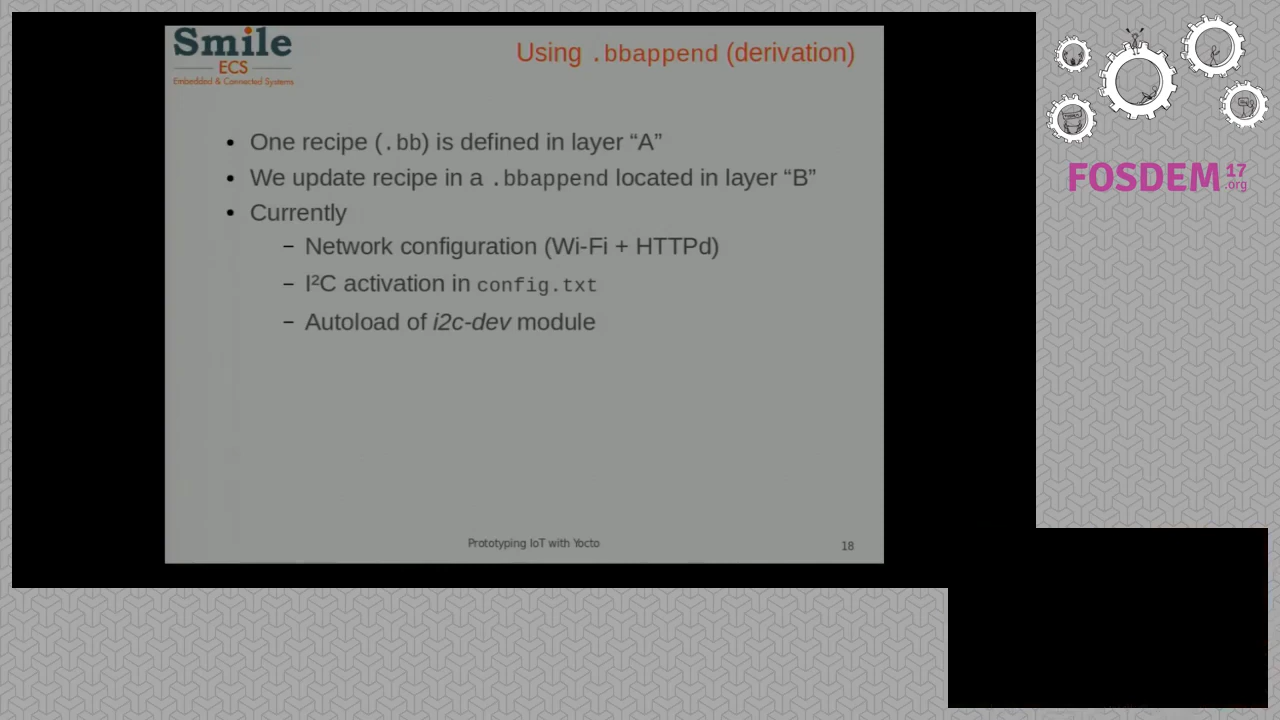 Smile
ECS
Embedded & Connected Systems
Using .bbappend (derivation)
• One recipe (.bb) is defined in layer “A”
• We update recipe in a .bbappend located in layer “B”
• Currently
– Network configuration (Wi-Fi + HTTPd)
– I²C activation in config.txt
– Autoload of i2c-dev module
Prototyping IoT with Yocto
18
FOSDEM 17
.org